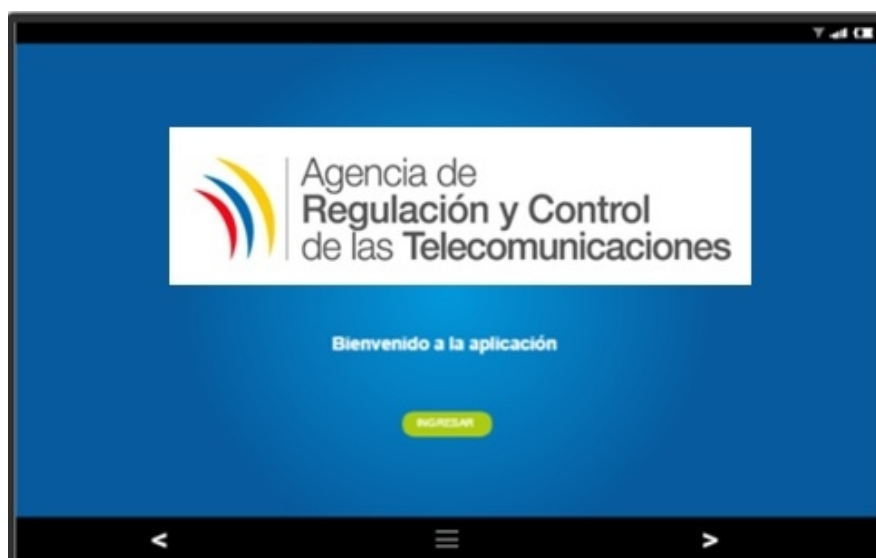 Agencia de
Regulación y Control
de las Telecomunicaciones
Bienvenido a la aplicación
INGRESAR